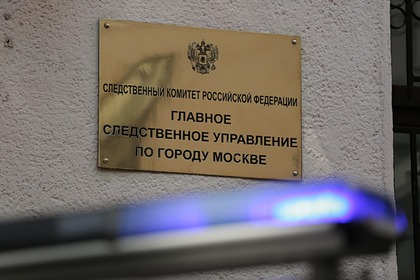 СЛЕДСТВЕННЫЙ КОМИТЕТ РОССИЙСКОЙ ФЕДЕРАЦИИ
ГЛАВНОЕ
СЛЕДСТВЕННОЕ УПРАВЛЕНИЕ
ПО ГОРОДУ МОСКВЕ